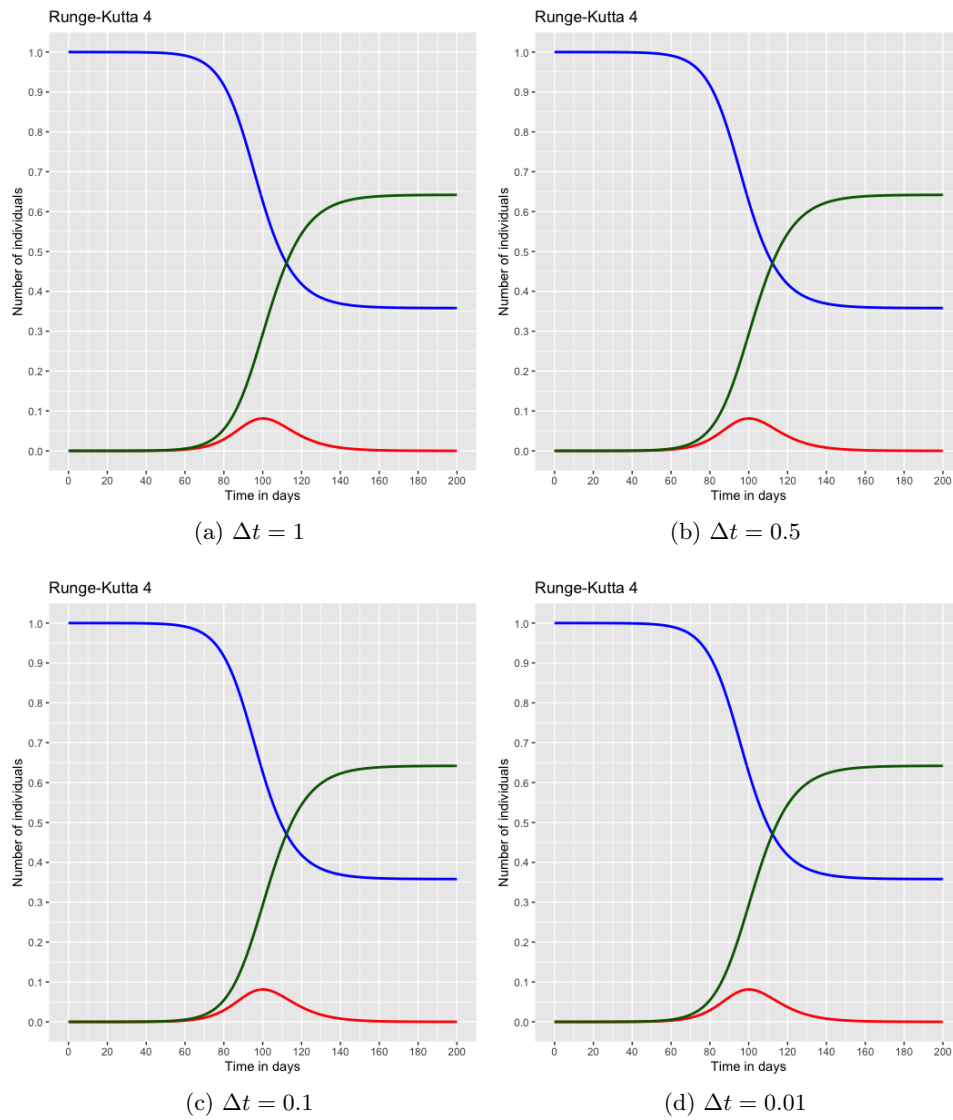 Runge-Kutta 4
Number of individuals
1.0
0.9
0.8
0.7
0.6
0.5
0.4
0.3
0.2
0.1
0.0
0 20 40 60 80 100 120 140 160 180 200
Time in days
(a) Δt = 1
Runge-Kutta 4
Number of individuals
1.0
0.9
0.8
0.7
0.6
0.5
0.4
0.3
0.2
0.1
0.0
0 20 40 60 80 100 120 140 160 180 200
Time in days
(b) Δt = 0.5
Runge-Kutta 4
Number of individuals
1.0
0.9
0.8
0.7
0.6
0.5
0.4
0.3
0.2
0.1
0.0
0 20 40 60 80 100 120 140 160 180 200
Time in days
(c) Δt = 0.1
Runge-Kutta 4
Number of individuals
1.0
0.9
0.8
0.7
0.6
0.5
0.4
0.3
0.2
0.1
0.0
0 20 40 60 80 100 120 140 160 180 200
Time in days
(d) Δt = 0.01